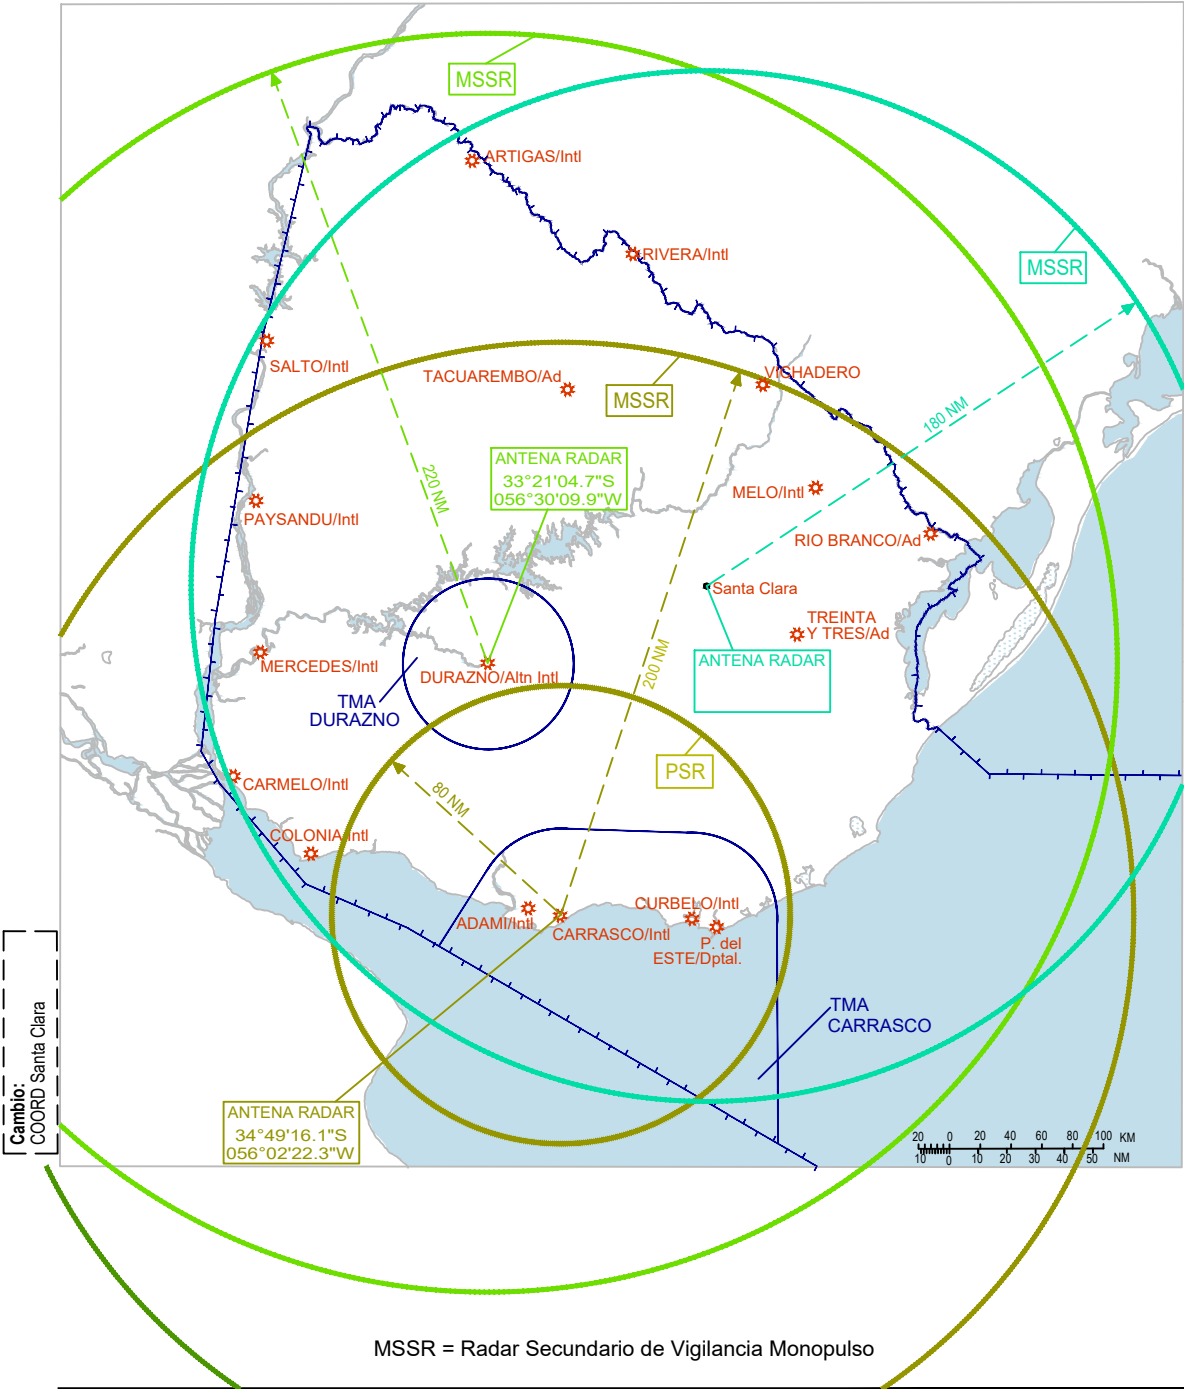 MSSR
ARTIGAS/Intl
RIVERA/Intl
MSSR
SALTO/Intl
TACUAREMBO/Ad
VICHADERO
MSSR
180 NM
ANTENA RADAR
33°21'04.7"S
056°30'09.9"W
220 NM
MELO/Intl
PAYSANDU/Intl
RIO BRANCO/Ad
Santa Clara
TREINTA
Y TRES/Ad
MERCEDES/Intl
ANTENA RADAR
200 NM
DURAZNO/Altn Intl
TMA
DURAZNO
PSR
CARMELO/Intl
80 NM
COLONIA/Intl
ADAMI/Intl
CARRASCO/Intl
CURBELO/Intl
P. del
ESTE/Dptal.
TMA
CARRASCO
Cambio:
COORD Santa Clara
ANTENA RADAR
34°49'16.1"S
056°02'22.3"W
20 0 20 40 60 80 100 KM
10 0 10 20 30 40 50 NM
MSSR = Radar Secundario de Vigilancia Monopulso